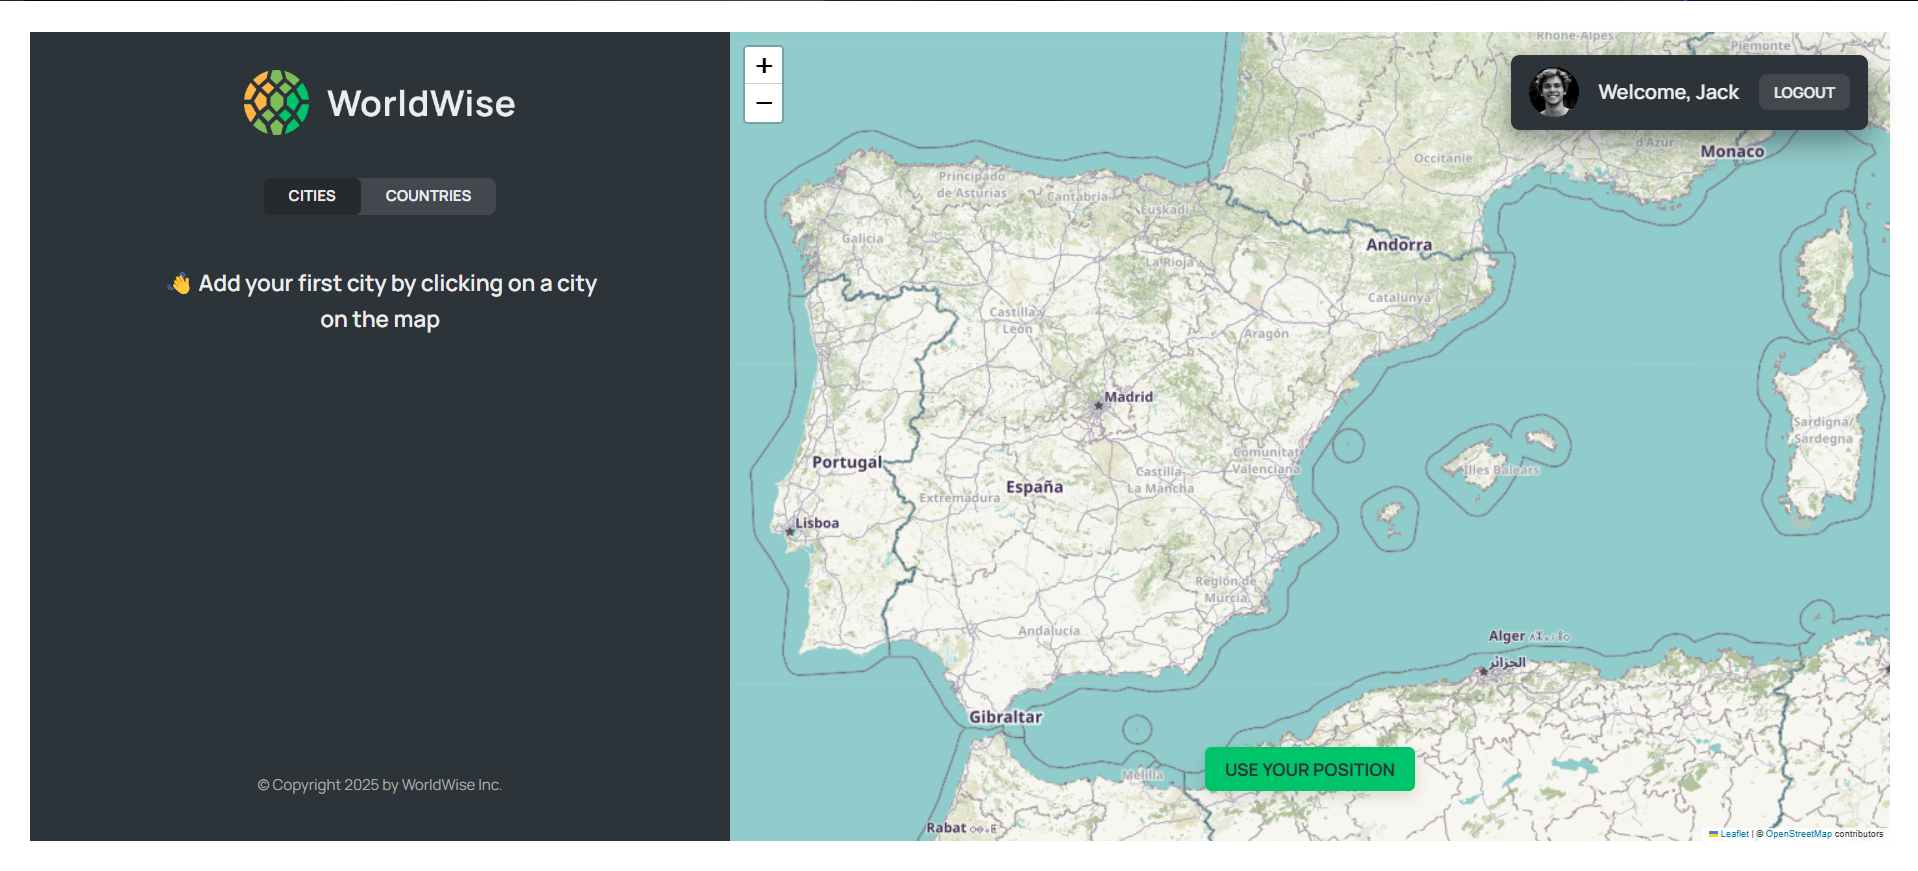 WorldWise
CITIES
COUNTRIES
👋 Add your first city by clicking on a city
on the map
© Copyright 2025 by WorldWise Inc.
+
−
Welcome, Jack
LOGOUT
Rhône-Alpes
Piemonte
d'Azur
Monaco
Occitanie
Principado
de Asturias
Cantabria
Euskadi
Galicia
Andorra
La Rioja
Catalunya
Castilla y
León
Aragón
Madrid
Sardigna/
Sardegna
Portugal
Comunitat
Valenciana
Illes Balears
Castilla-
La Mancha
España
Extremadura
Lisboa
Región de
Murcia
Andalucía
Alger
الجزائر
Gibraltar
USE YOUR POSITION
Melilla
Rabat
Leaflet | © OpenStreetMap contributors